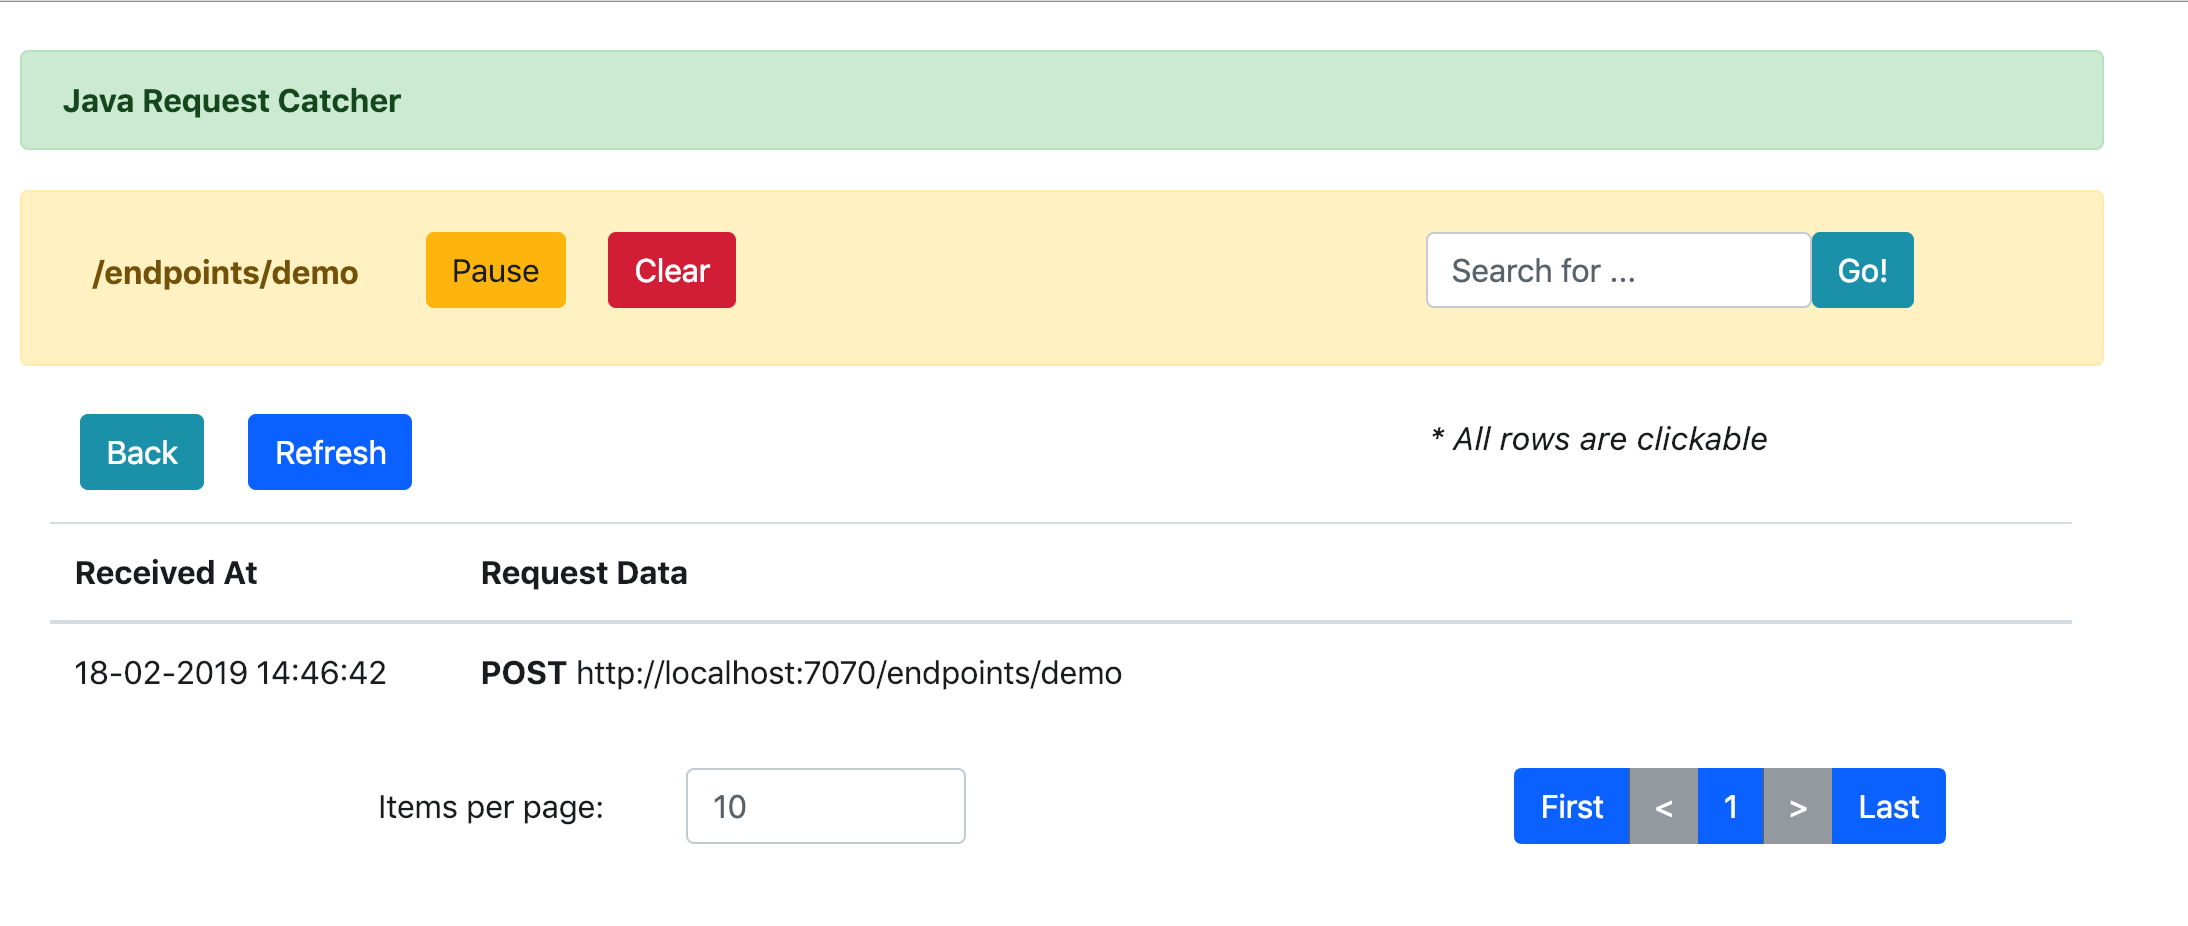 Java Request Catcher
/endpoints/demo Pause Clear Search for ... Go!
Back Refresh * All rows are clickable
Received At Request Data
18-02-2019 14:46:42 POST http://localhost:7070/endpoints/demo
Items per page: 10 First < 1 > Last